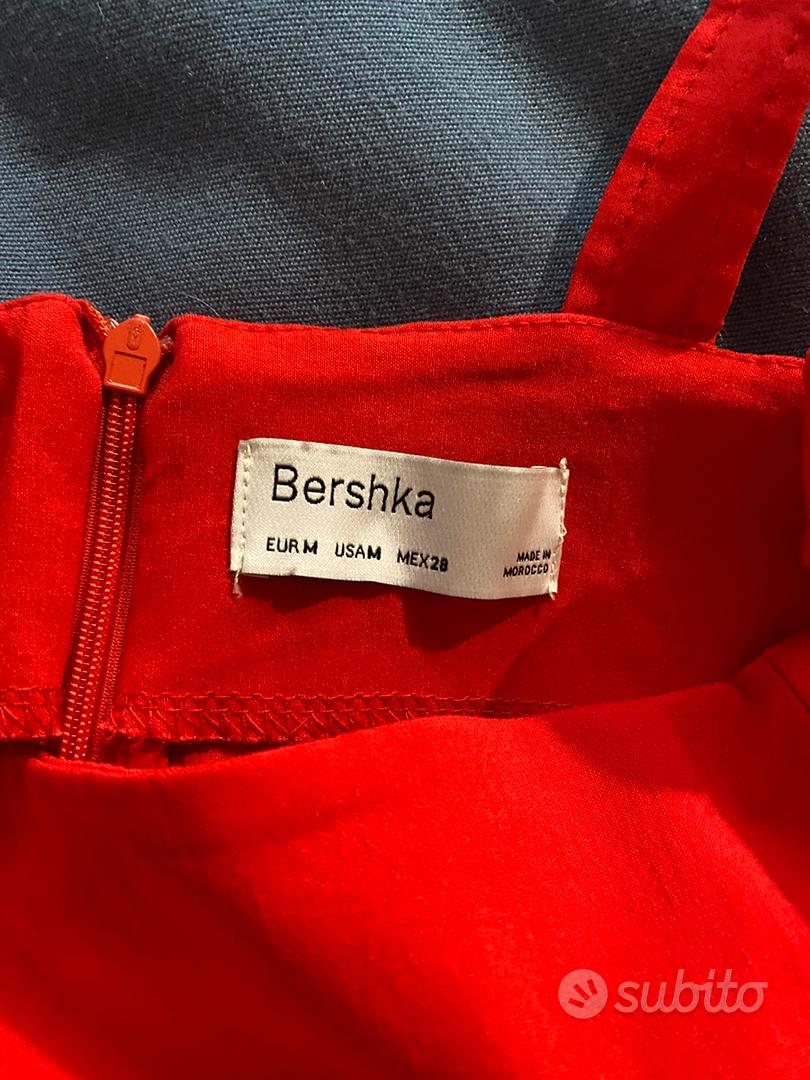 Bershka
EUR M USA M MEX 28
MADE IN
MOROCCO
subito